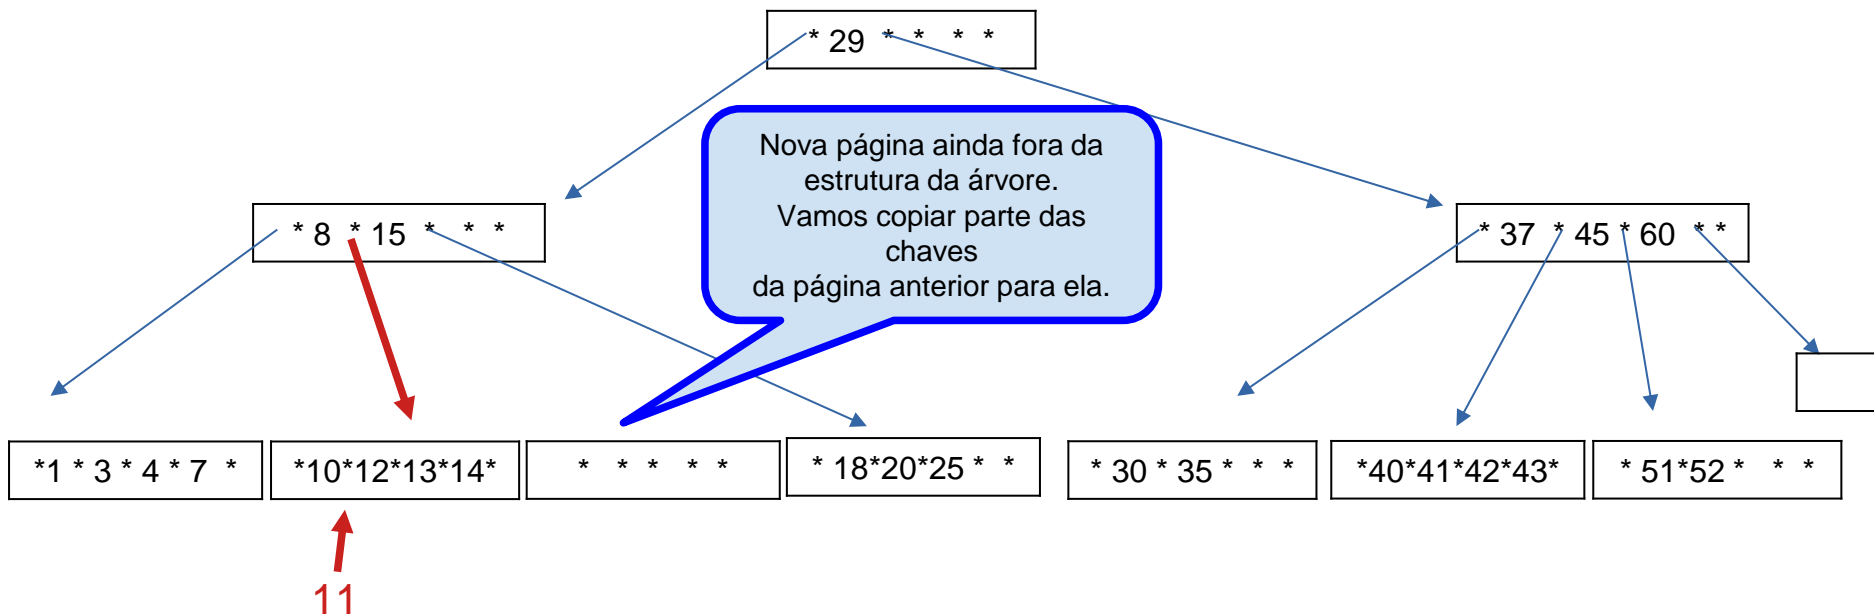 * 29 * * * *
Nova página ainda fora da
estrutura da árvore.
Vamos copiar parte das
chaves
da página anterior para ela.
* 8 * 15 * * *
* 37 * 45 * 60 * *
*1 * 3 * 4 * 7 *
*10*12*13*14*
* * * * *
* 18*20*25 * *
* 30 * 35 * * *
*40*41*42*43*
* 51*52 * * *
11